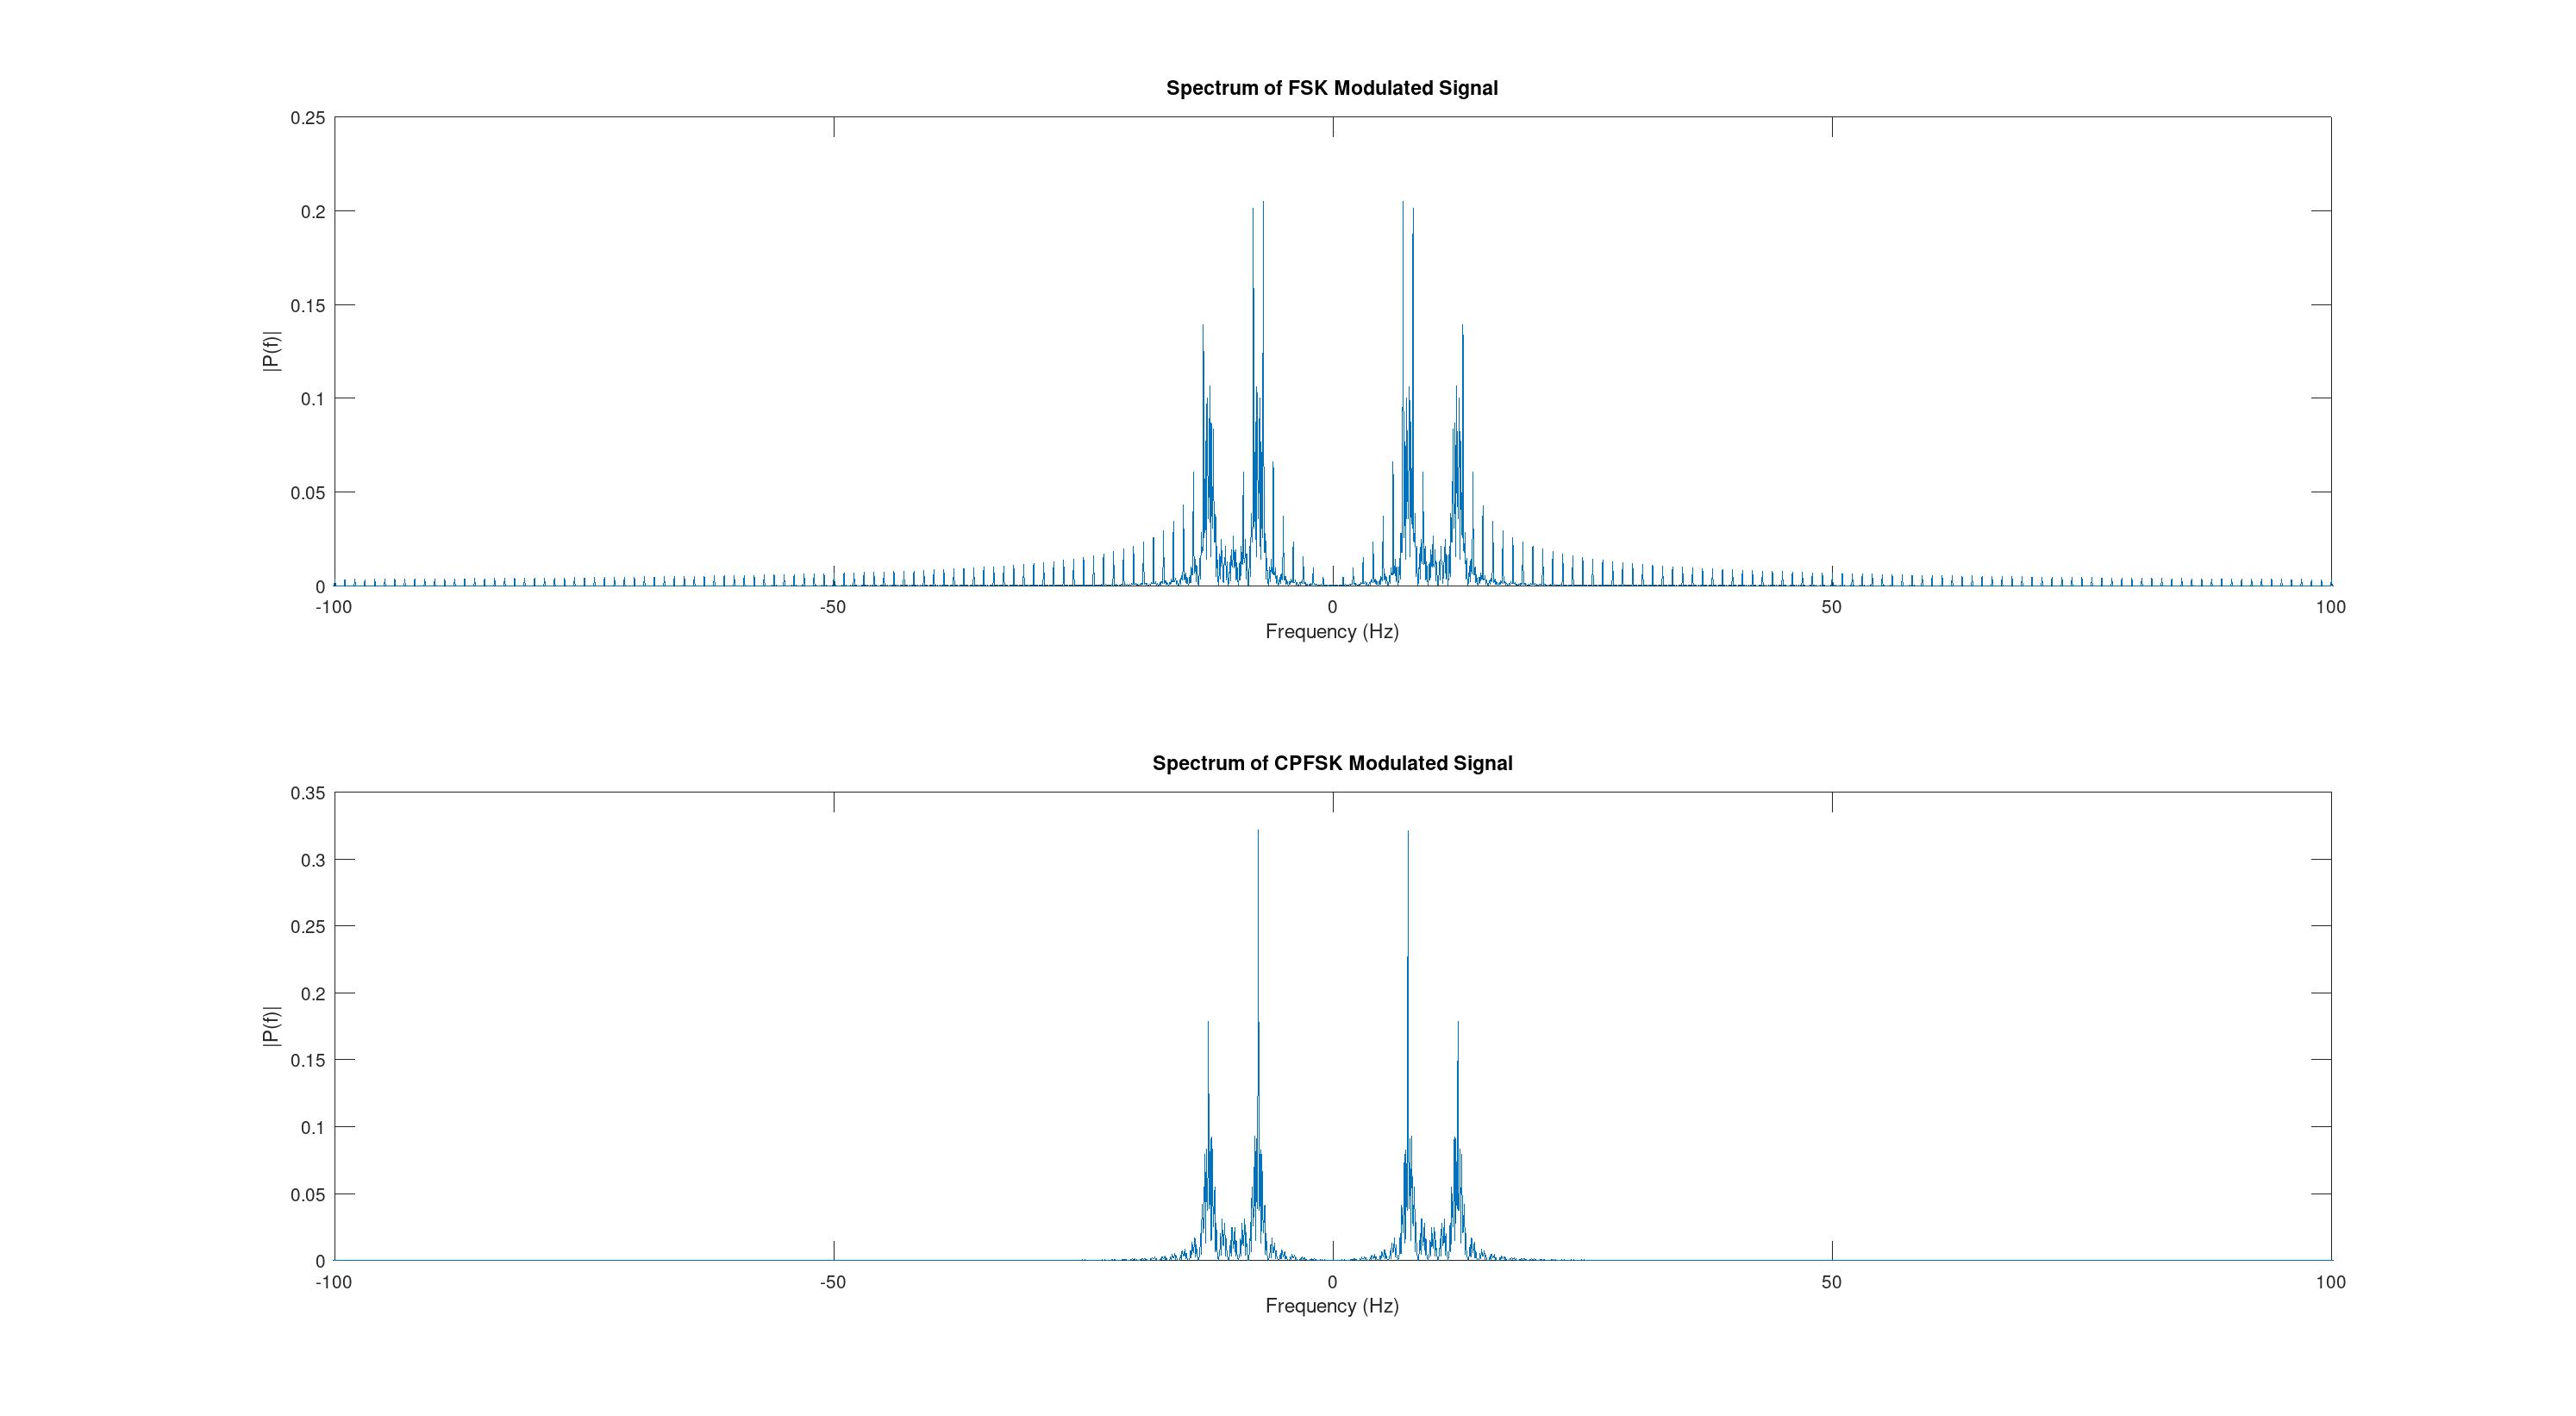 Spectrum of FSK Modulated Signal
0.25
0.2
0.15
0.1
0.05
0
|P(f)|
-100 -50 0 50 100
Frequency (Hz)
Spectrum of CPFSK Modulated Signal
0.35
0.3
0.25
0.2
0.15
0.1
0.05
0
|P(f)|
-100 -50 0 50 100
Frequency (Hz)